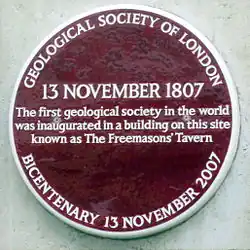 GEOLOGICAL SOCIETY OF LONDON
13 NOVEMBER 1807
The first geological society in the world
was inaugurated in a building on this site
known as The Freemasons' Tavern
BICENTENARY 13 NOVEMBER 2007